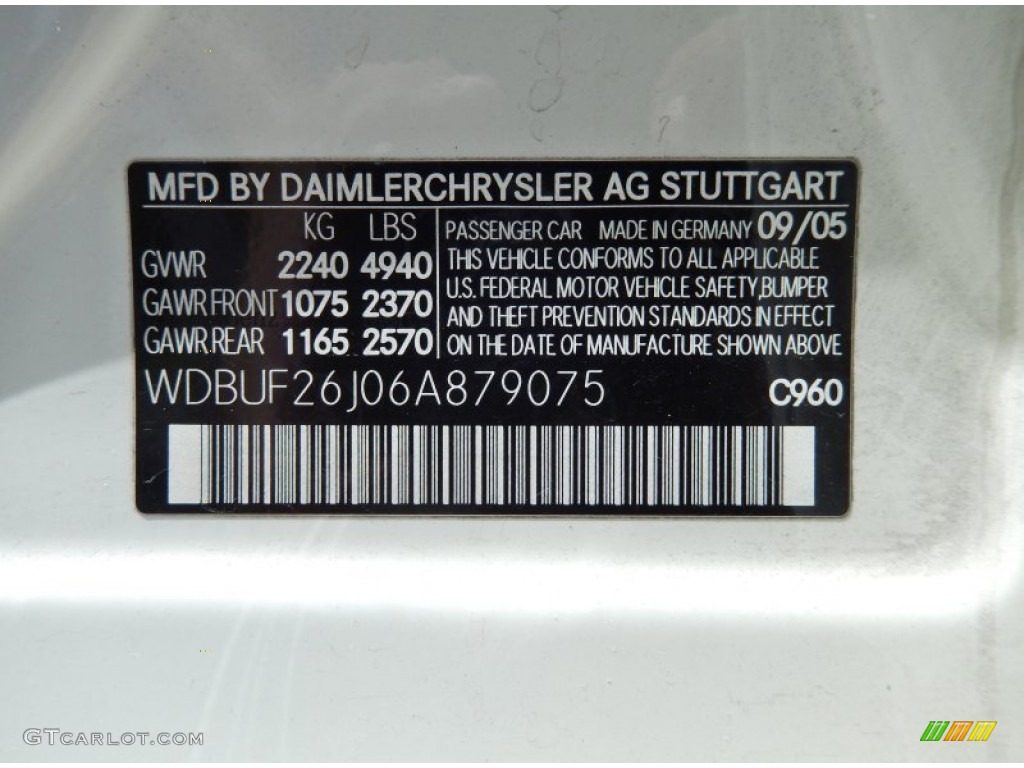 MFD BY DAIMLERCHRYSLER AG STUTTGART
KG LBS
GVWR 2240 4940
GAWR FRONT 1075 2370
GAWR REAR 1165 2570
PASSENGER CAR MADE IN GERMANY 09/05
THIS VEHICLE CONFORMS TO ALL APPLICABLE
U.S. FEDERAL MOTOR VEHICLE SAFETY,BUMPER
AND THEFT PREVENTION STANDARDS IN EFFECT
ON THE DATE OF MANUFACTURE SHOWN ABOVE
WDBUF26J06A879075 C960
GTCARLOT.COM